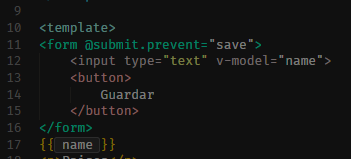 9
10 <template>
11 <form @submit.prevent="save">
12 <input type="text" v-model="name">
13 <button>
14 Guardar
15 </button>
16 </form>
17 {{ name }}